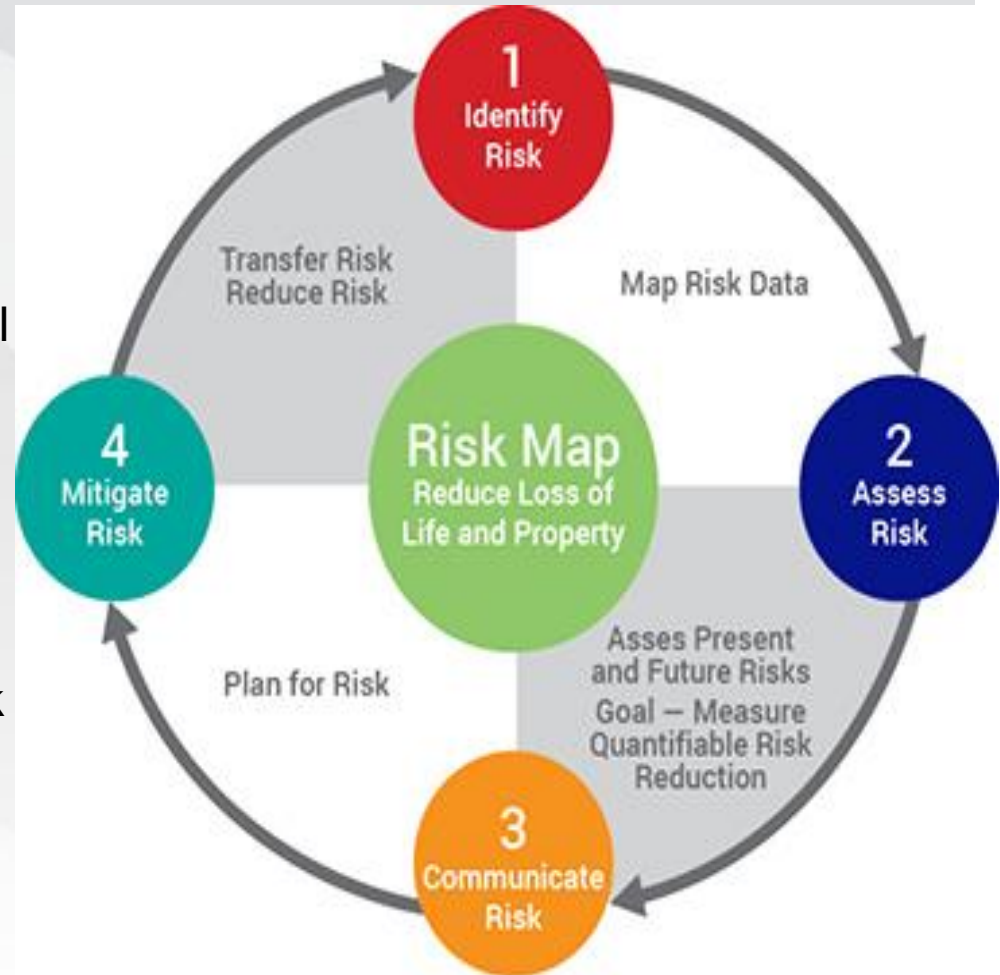 1
Identify
Risk
Transfer Risk
Reduce Risk
Map Risk Data
l
4
Mitigate
Risk
Risk Map
Reduce Loss of
Life and Property
2
Assess
Risk
Asses Present
and Future Risks
Goal — Measure
Quantifiable Risk
Reduction
Plan for Risk
k
3
Communicate
Risk